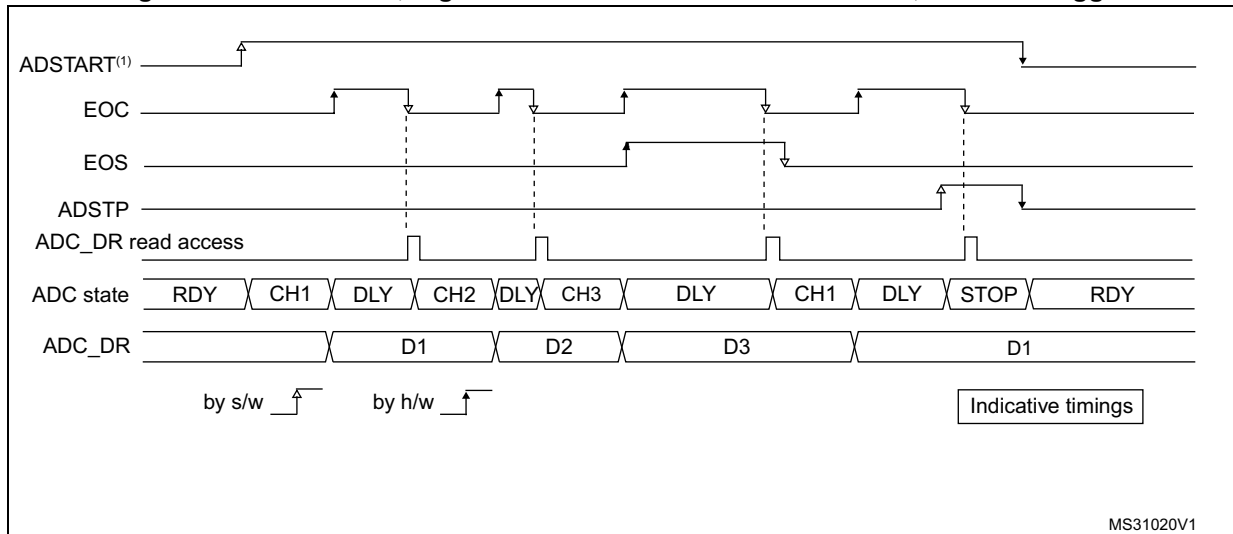 ADSTART(1)
EOC
EOS
ADSTP
ADC_DR read access
ADC state RDY CH1 DLY CH2 DLY CH3 DLY CH1 DLY STOP RDY
ADC_DR D1 D2 D3 D1
by s/w by h/w Indicative timings
MS31020V1